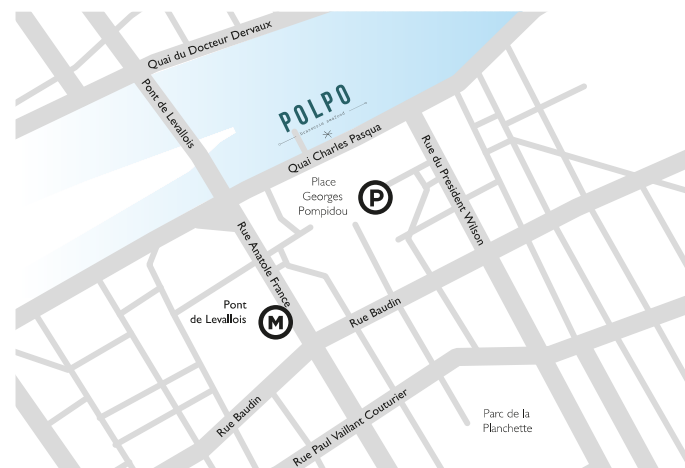 Quai du Docteur Dervaux
Pont de Levallois
POLPO
brasserie seafood
Quai Charles Pasqua
Rue du President Wilson
Place
Georges
Pompidou
P
Rue Anatole France
Pont
de Levallois
M
Rue Baudin
Rue Baudin
Rue Paul Vaillant Couturier
Parc de la
Planchette